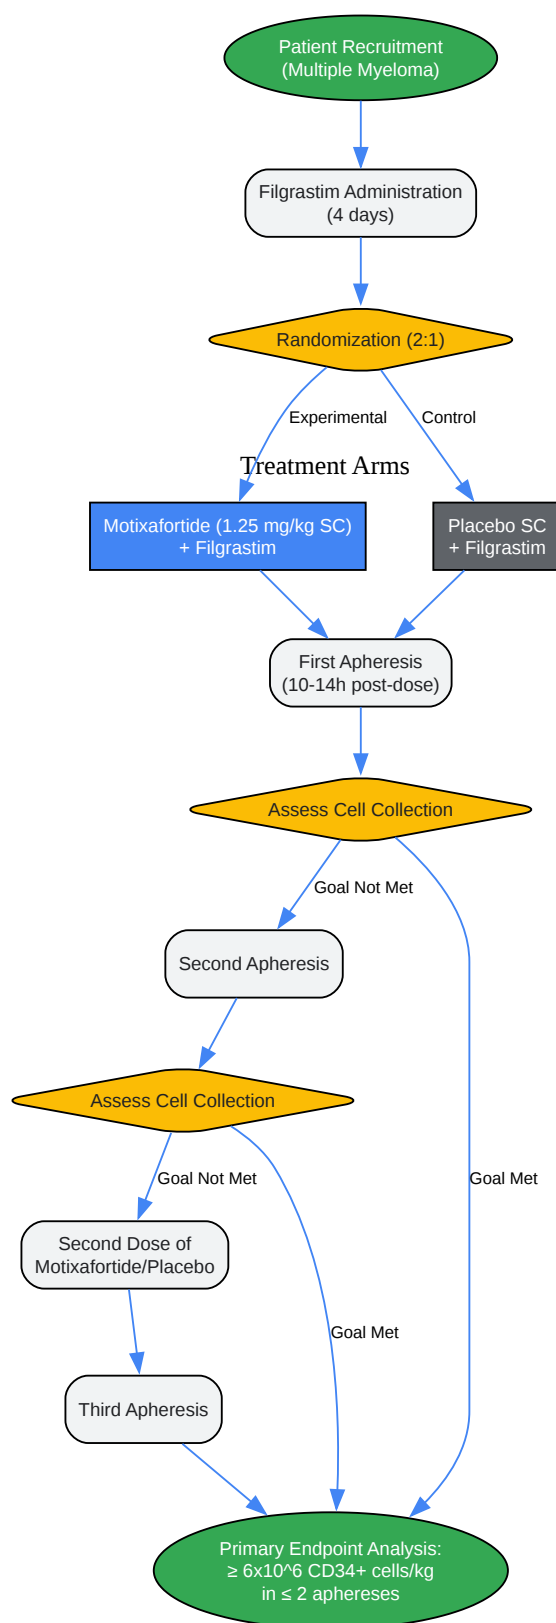 Patient Recruitment
(Multiple Myeloma)
Filgrastim Administration
(4 days)
Randomization (2:1)
Experimental
Control
Treatment Arms
Motixafortide (1.25 mg/kg SC)
+ Filgrastim
Placebo SC
+ Filgrastim
First Apheresis
(10-14h post-dose)
Assess Cell Collection
Goal Not Met
Second Apheresis
Assess Cell Collection
Goal Not Met
Goal Met
Second Dose of
Motixafortide/Placebo
Goal Met
Third Apheresis
Primary Endpoint Analysis:
≥ 6x10^6 CD34+ cells/kg
in ≤ 2 aphereses